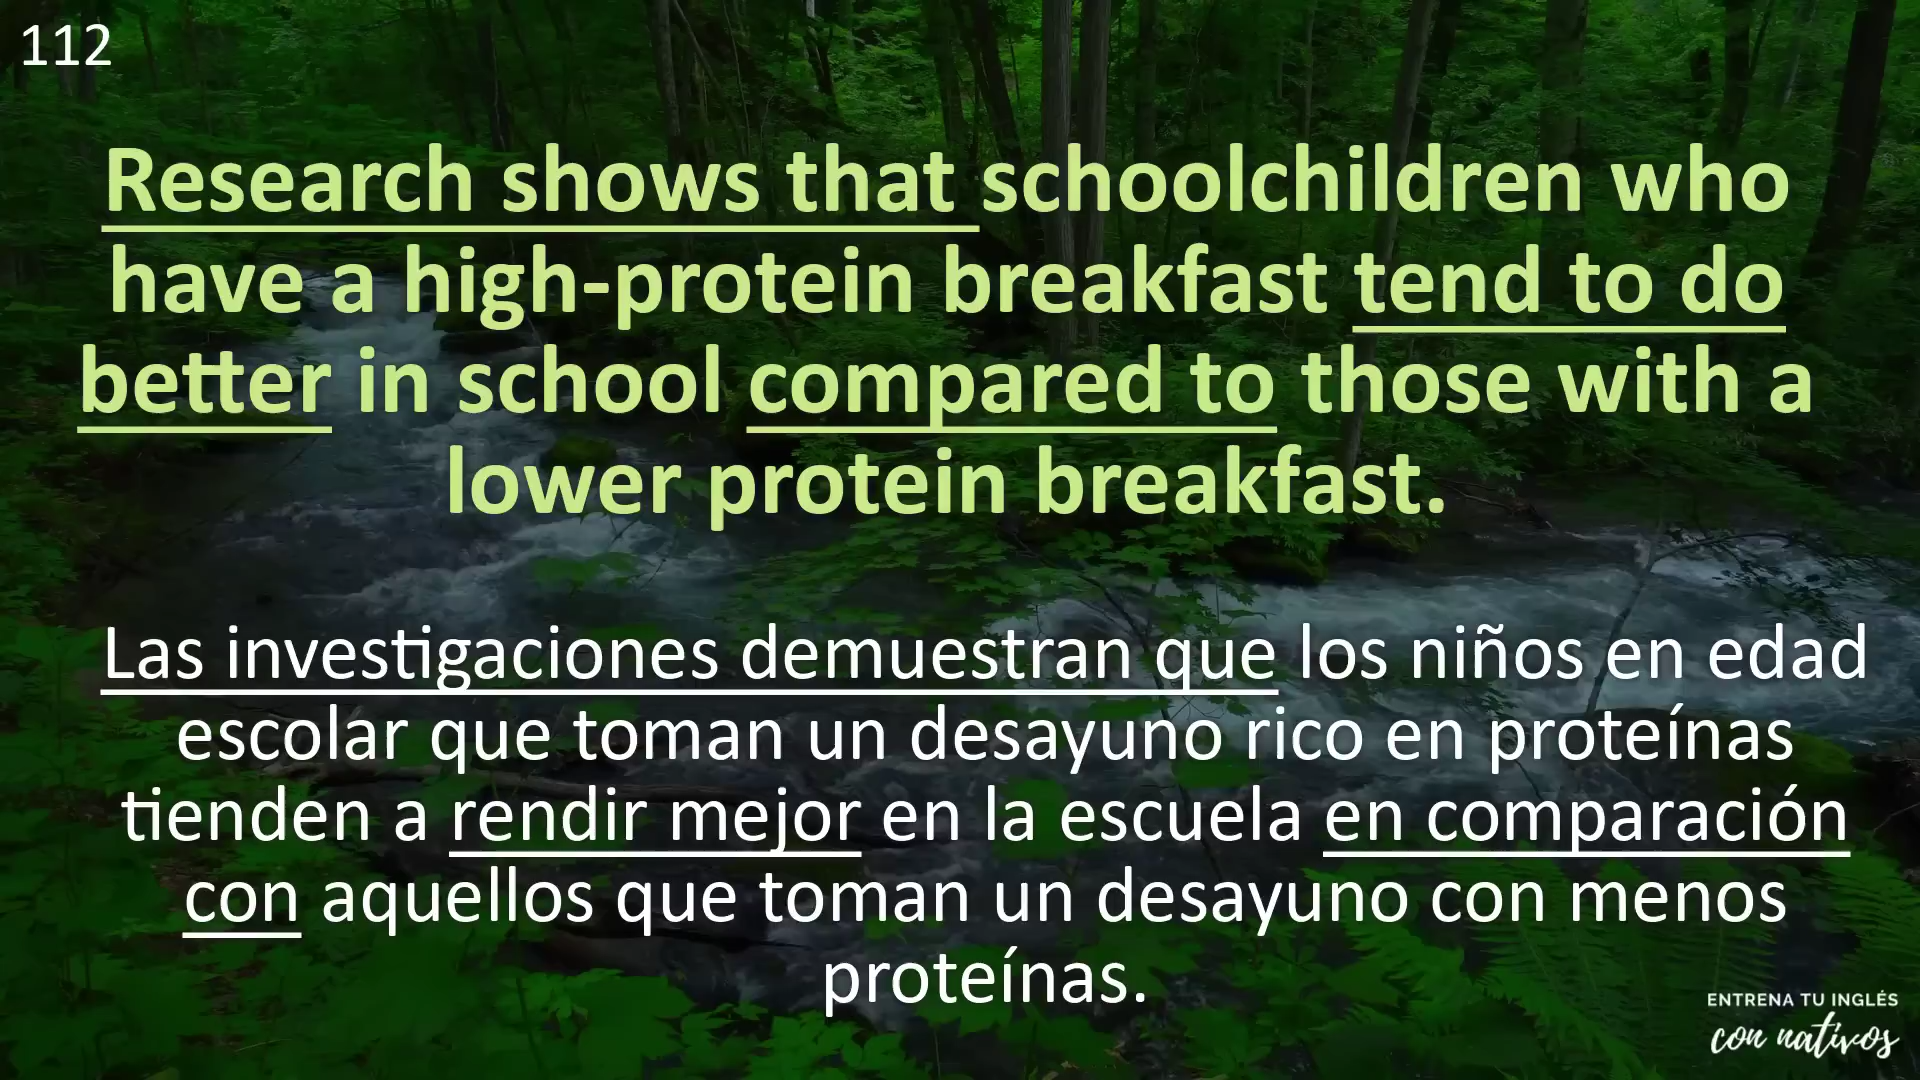 112
Research shows that schoolchildren who
have a high-protein breakfast tend to do
better in school compared to those with a
lower protein breakfast.
Las investigaciones demuestran que los niños en edad
escolar que toman un desayuno rico en proteínas
tienden a rendir mejor en la escuela en comparación
con aquellos que toman un desayuno con menos
proteínas.
ENTRENA TU INGLÉS
con nativos